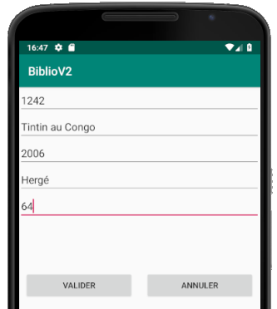 16:47
BiblioV2
1242
Tintin au Congo
2006
Hergé
64
VALIDER ANNULER